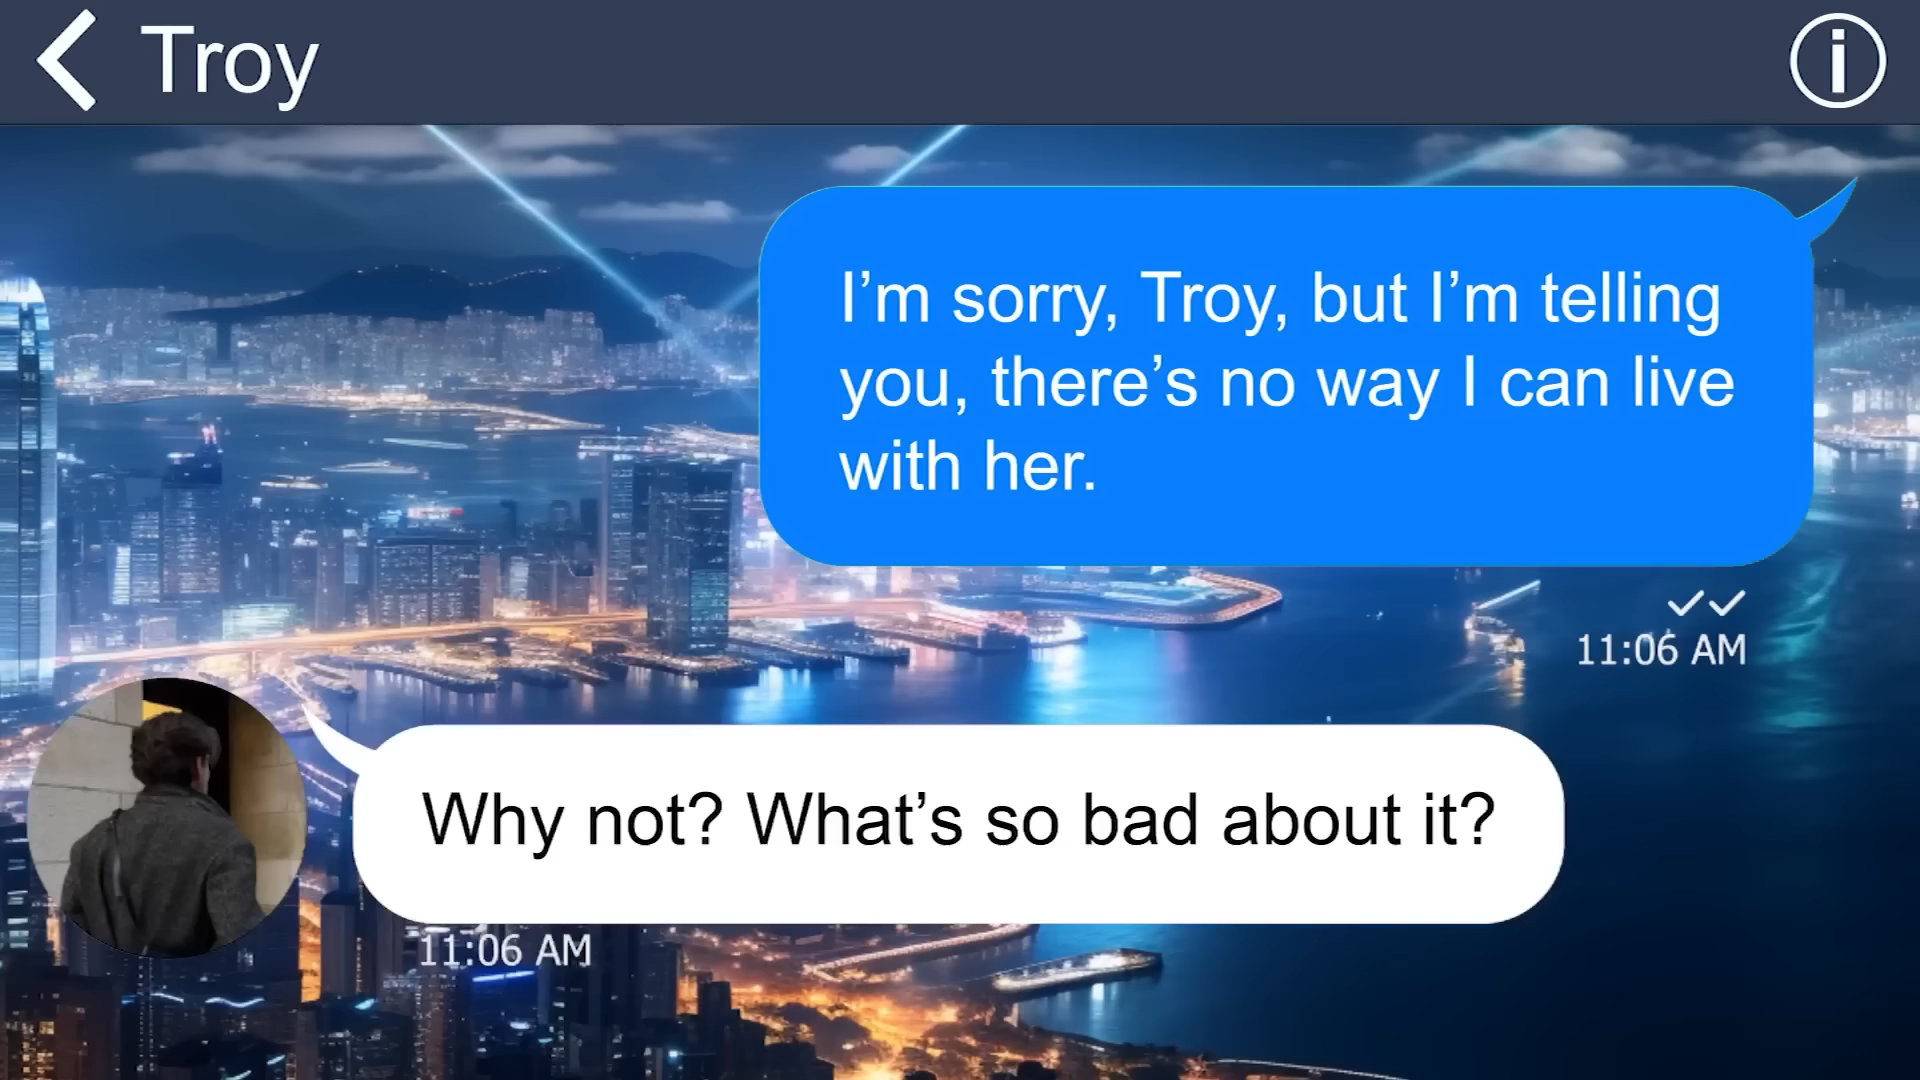 Troy
I’m sorry, Troy, but I’m telling
you, there’s no way I can live
with her.
11:06 AM
Why not? What’s so bad about it?
11:06 AM